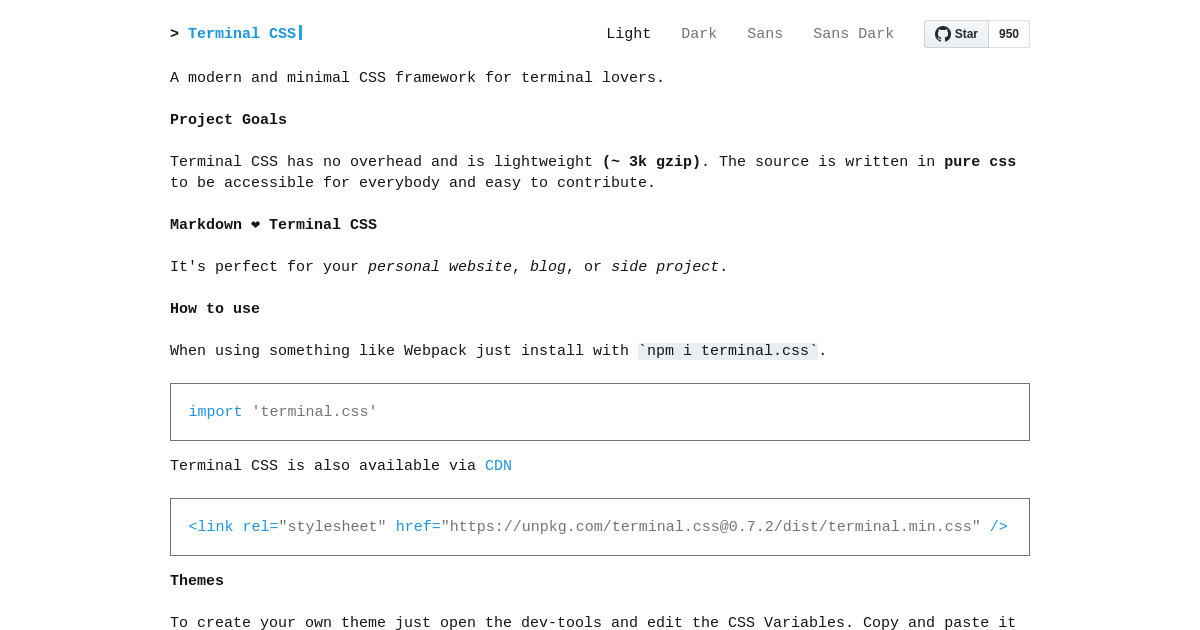 > Terminal CSS Light Dark Sans Sans Dark Star 950
A modern and minimal CSS framework for terminal lovers.
Project Goals
Terminal CSS has no overhead and is lightweight (~ 3k gzip). The source is written in pure css
to be accessible for everybody and easy to contribute.
Markdown ❤ Terminal CSS
It's perfect for your personal website, blog, or side project.
How to use
When using something like Webpack just install with `npm i terminal.css`.
import 'terminal.css'
Terminal CSS is also available via CDN
<link rel="stylesheet" href="https://unpkg.com/terminal.css@0.7.2/dist/terminal.min.css" />
Themes
To create your own theme just open the dev-tools and edit the CSS Variables. Copy and paste it